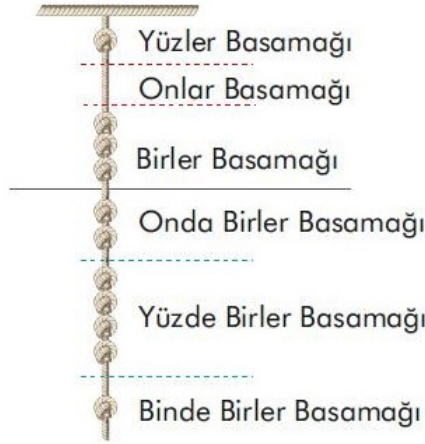 Yüzler Basamağı
Onlar Basamağı
Birler Basamağı
Onda Birler Basamağı
Yüzde Birler Basamağı
Binde Birler Basamağı